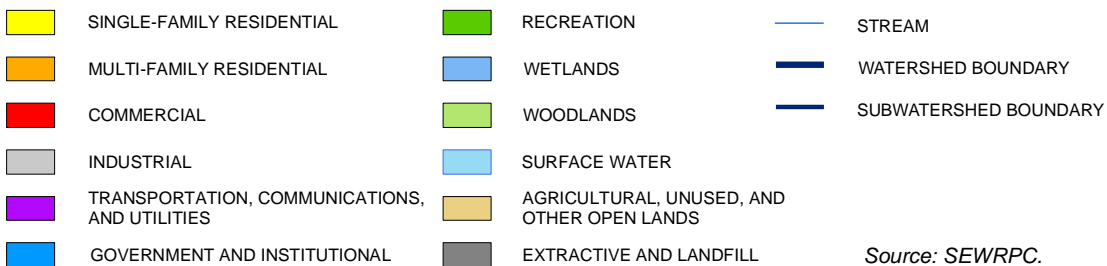 SINGLE-FAMILY RESIDENTIAL
MULTI-FAMILY RESIDENTIAL
COMMERCIAL
INDUSTRIAL
TRANSPORTATION, COMMUNICATIONS,
AND UTILITIES
GOVERNMENT AND INSTITUTIONAL
RECREATION
WETLANDS
WOODLANDS
SURFACE WATER
AGRICULTURAL, UNUSED, AND
OTHER OPEN LANDS
EXTRACTIVE AND LANDFILL
STREAM
WATERSHED BOUNDARY
SUBWATERSHED BOUNDARY
Source: SEWRPC.